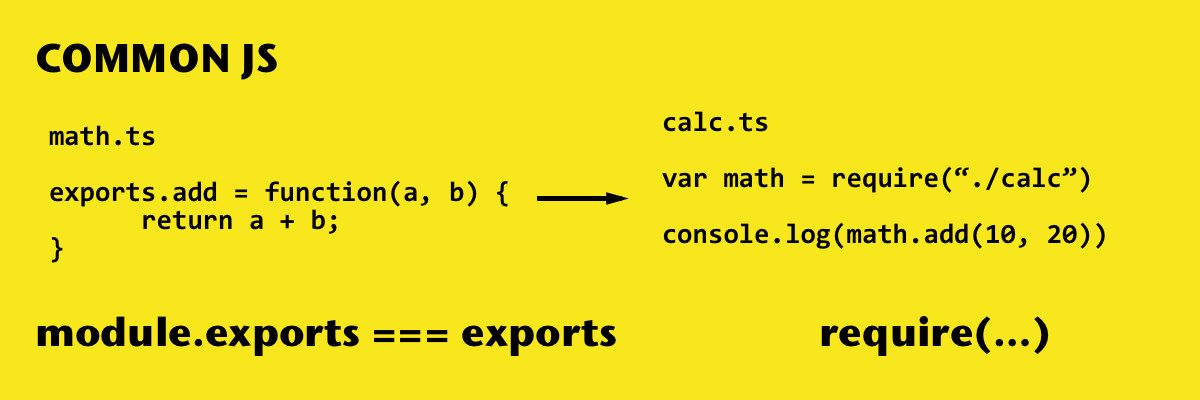 COMMON JS
math.ts
exports.add = function(a, b) {
return a + b;
}
calc.ts
var math = require(“./calc”)
console.log(math.add(10, 20))
module.exports === exports
require(...)